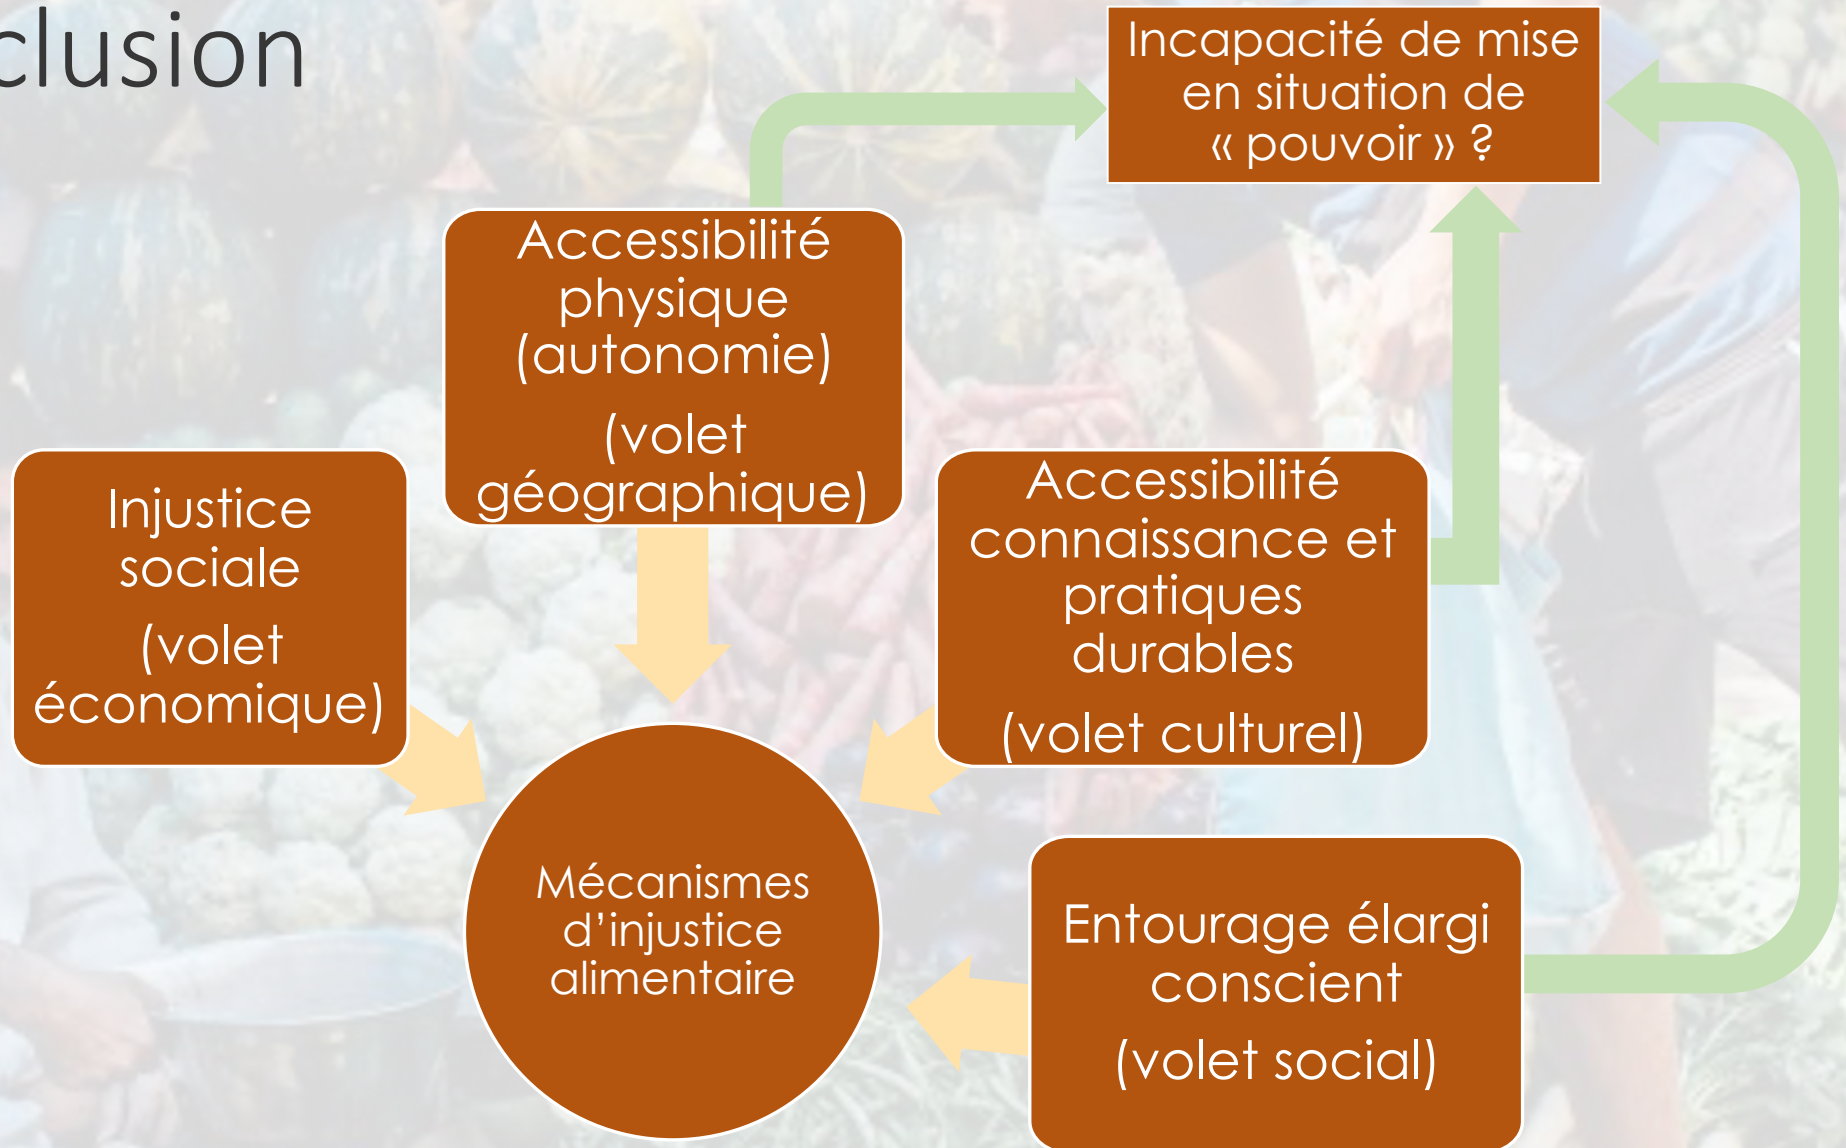 clusion
Incapacité de mise
en situation de
« pouvoir » ?
Accessibilité
physique
(autonomie)
(volet
géographique)
Injustice
sociale
(volet
économique)
Accessibilité
connaissance et
pratiques
durables
(volet culturel)
Mécanismes
d’injustice
alimentaire
Entourage élargi
conscient
(volet social)